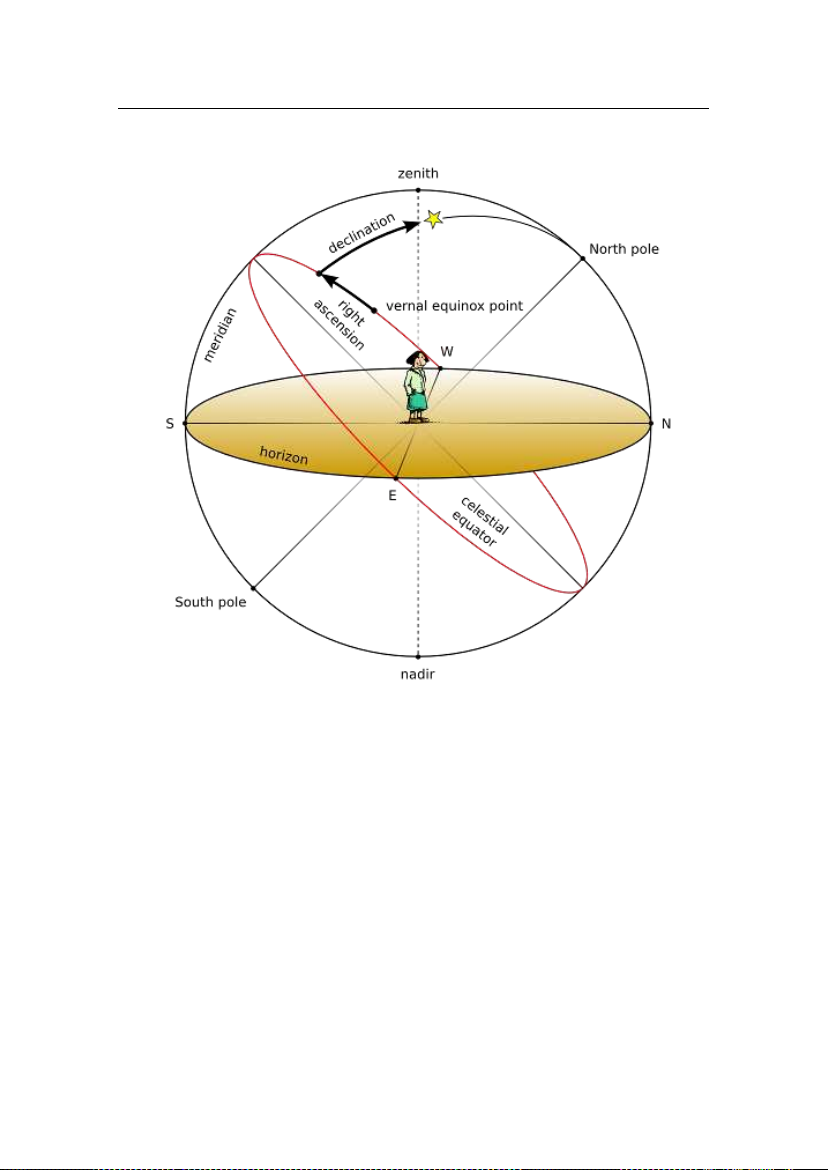 zenith
declination
North pole
vernal equinox point
right
ascension
meridian
W
S
N
horizon
E
celestial
equator
South pole
nadir